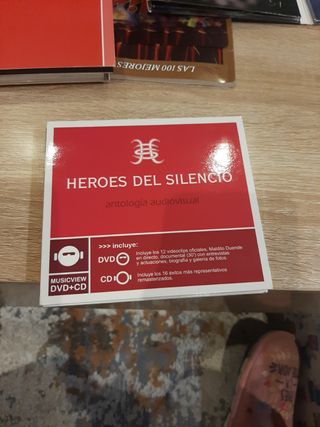 LAS 100 MEJORES
HEROES DEL SILENCIO
antología audiovisual
>>> incluye:
DVD
Incluye los 12 videoclips oficiales, Maldito Duende
en directo, documental (30') con entrevistas
y actuaciones, biografía y galería de fotos.
CD
Incluye los 16 éxitos más representativos
remasterizados.
MUSICVIEW
DVD+CD